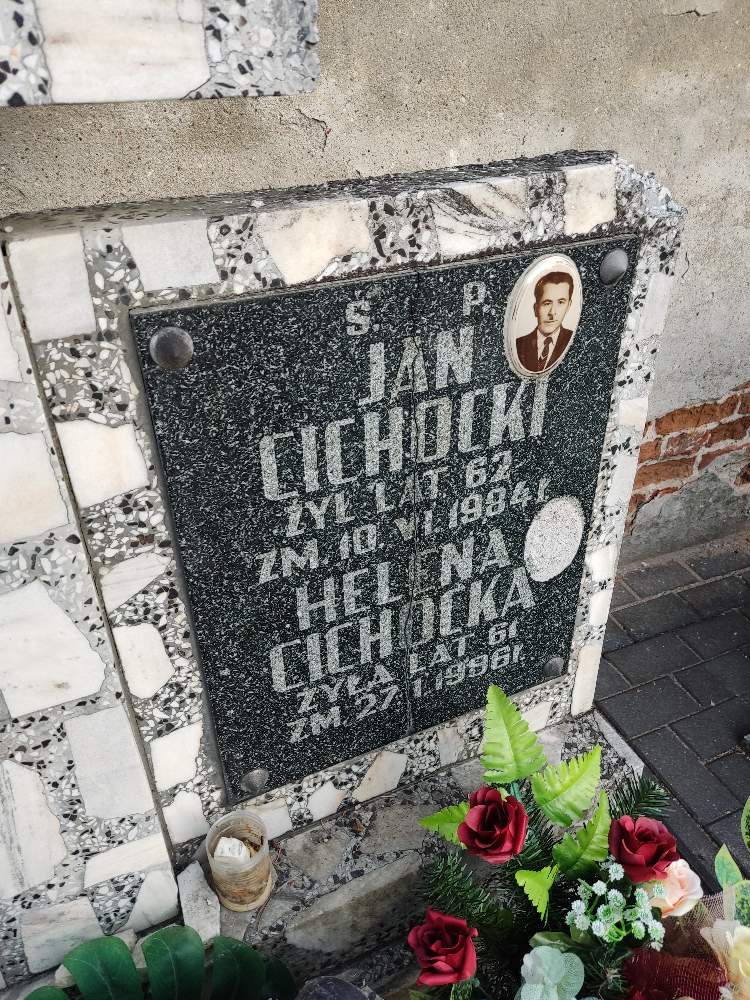 Ś. P.
JAN
CICHOCKI
ŻYŁ LAT 62
ZM. 10. VI. 1984 r.
HELENA
CICHOCKA
ŻYŁA LAT 61
ZM. 27. I. 1996 r.